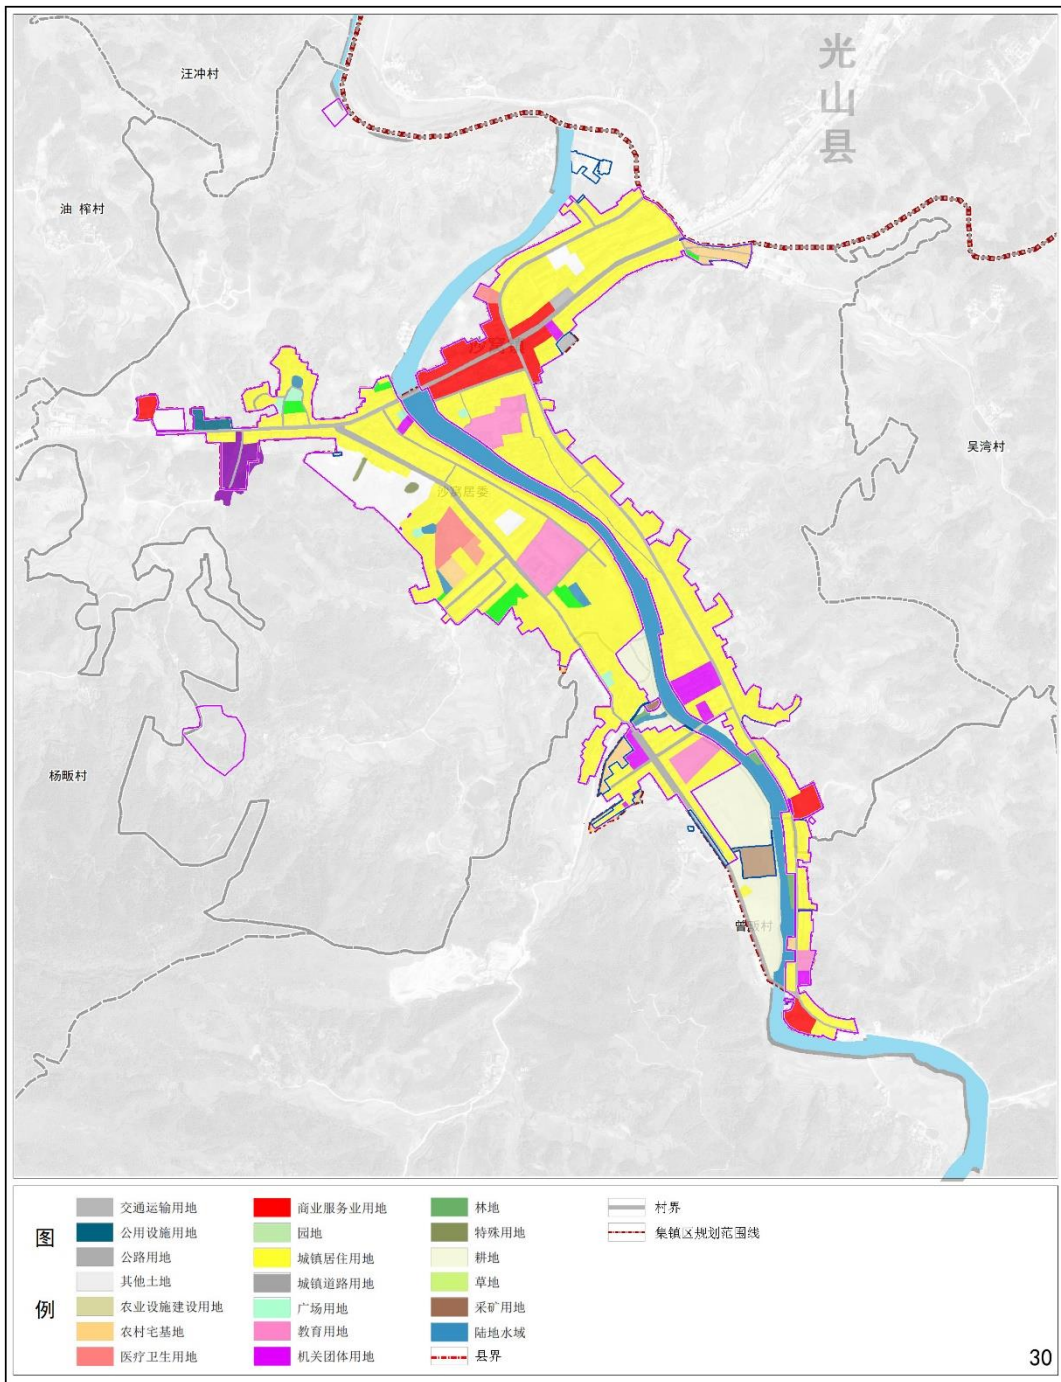 光
山
县
汪冲村
油 榨村
沙窝镇
吴湾村
沙窝居委
杨畈村
曾畈村
图
例
交通运输用地
公用设施用地
公路用地
其他土地
农业设施建设用地
农村宅基地
医疗卫生用地
商业服务业用地
园地
城镇居住用地
城镇道路用地
广场用地
教育用地
机关团体用地
林地
特殊用地
耕地
草地
采矿用地
陆地水域
县界
村界
集镇区规划范围线
30